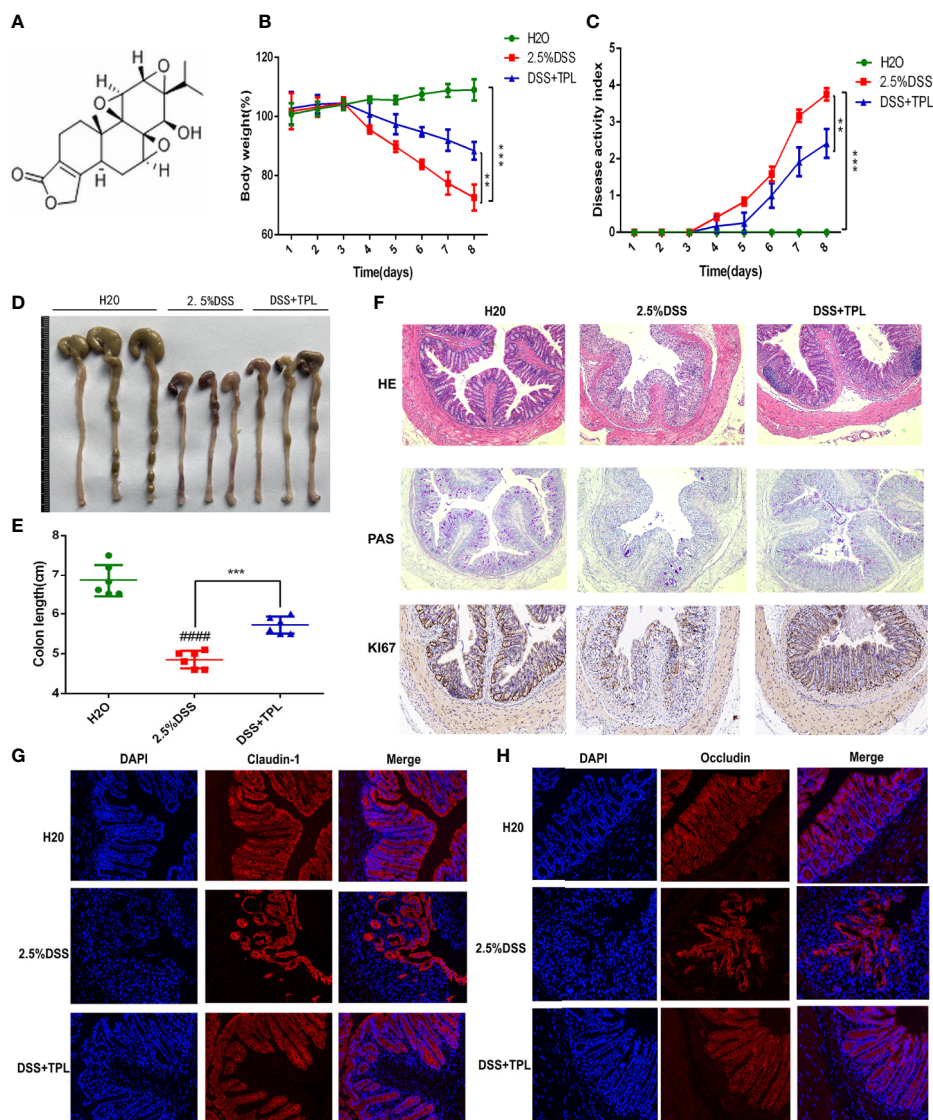 A
H
O
H
O
O
OH
H
H
O
O
B
H2O
2.5%DSS
DSS+TPL
Body weight(%)
120
100
80
60
1 2 3 4 5 6 7 8
Time(days)
**
***
C
H2O
2.5%DSS
DSS+TPL
Disease activity index
5
4
3
2
1
0
1 2 3 4 5 6 7 8
Time(days)
**
***
D
H20 2.5%DSS DSS+TPL
E
Colon length(cm)
8
7
6
5
4
####
***
H2O 2.5%DSS DSS+TPL
F
H20 2.5%DSS DSS+TPL
HE
PAS
KI67
G
DAPI Claudin-1 Merge
H20
2.5%DSS
DSS+TPL
H
DAPI Occludin Merge
H20
2.5%DSS
DSS+TPL